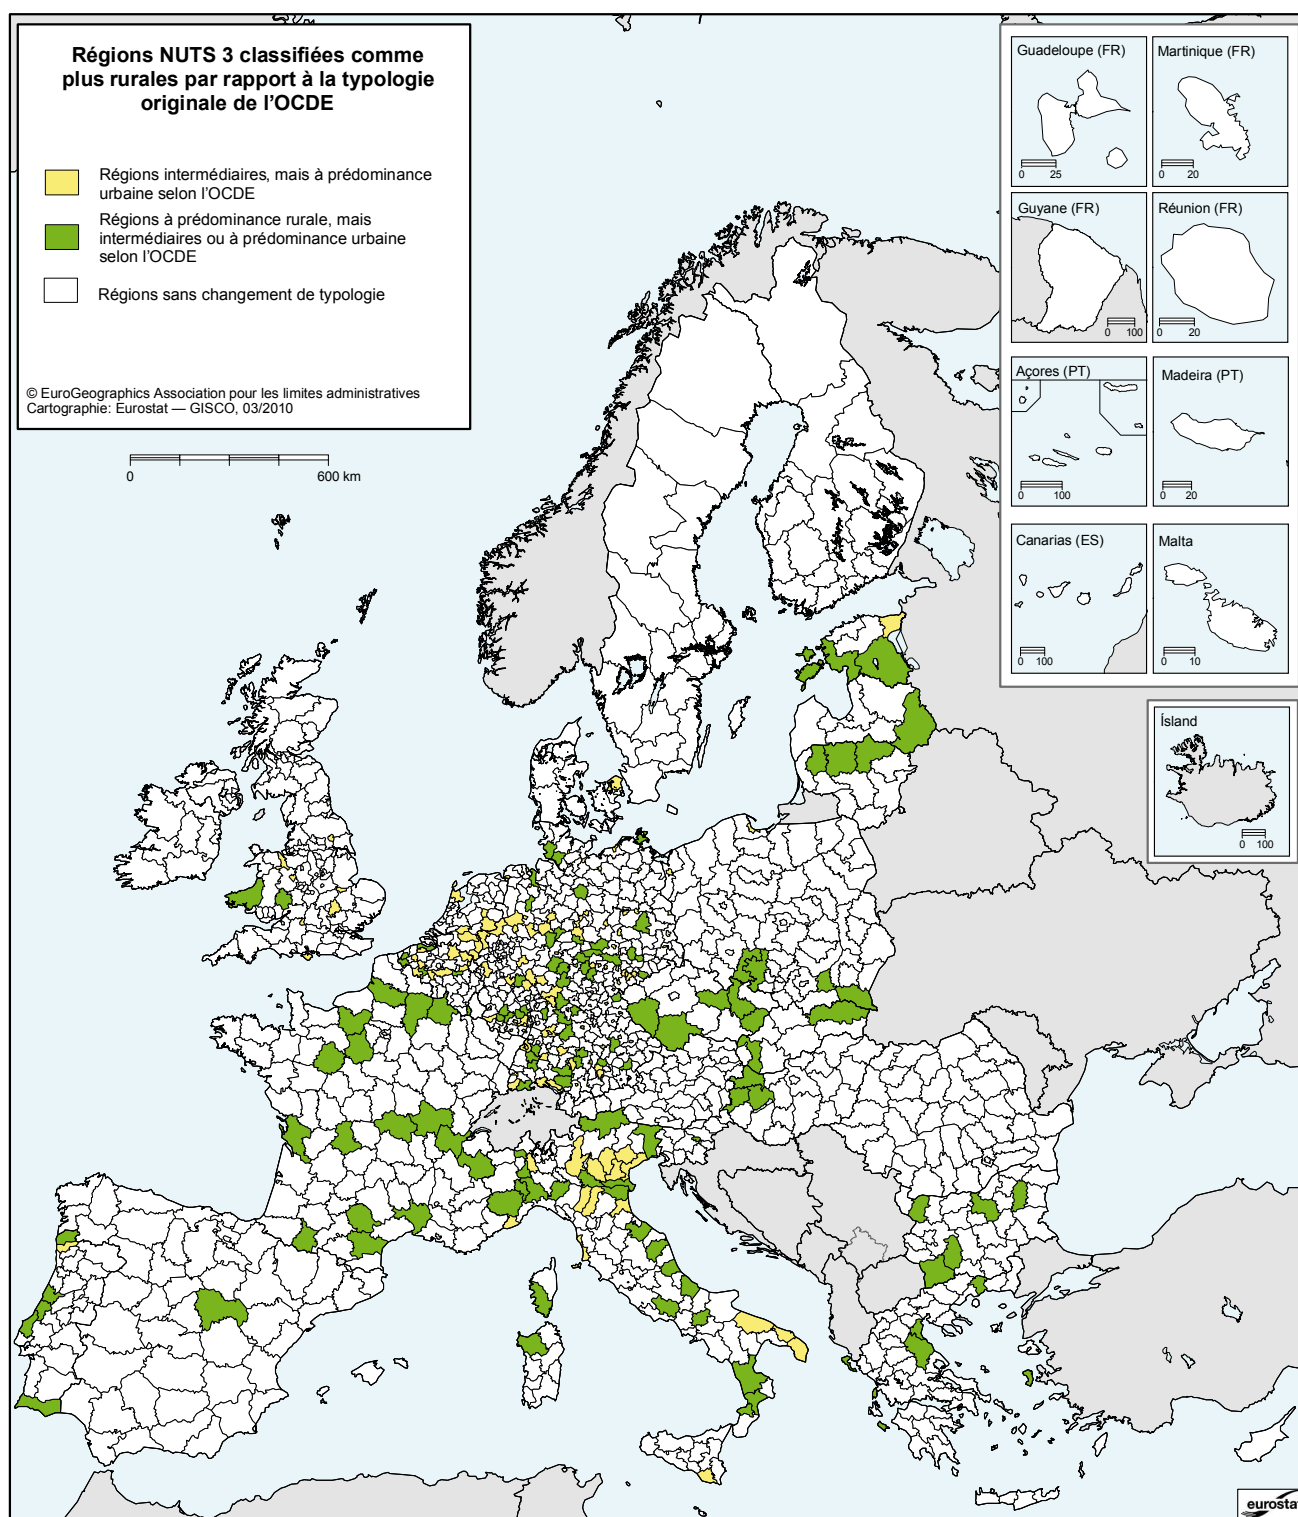 Régions NUTS 3 classifiées comme
plus rurales par rapport à la typologie
originale de l'OCDE
Régions intermédiaires, mais à prédominance
urbaine selon l'OCDE
Régions à prédominance rurale, mais
intermédiaires ou à prédominance urbaine
selon l'OCDE
Régions sans changement de typologie
© EuroGeographics Association pour les limites administratives
Cartographie: Eurostat — GISCO, 03/2010
0 600 km
Guadeloupe (FR)
0 25
Martinique (FR)
0 20
Guyane (FR)
0 100
Réunion (FR)
0 20
Açores (PT)
0 100
Madeira (PT)
0 20
Canarias (ES)
0 100
Malta
0 10
Ísland
0 100
eurostat